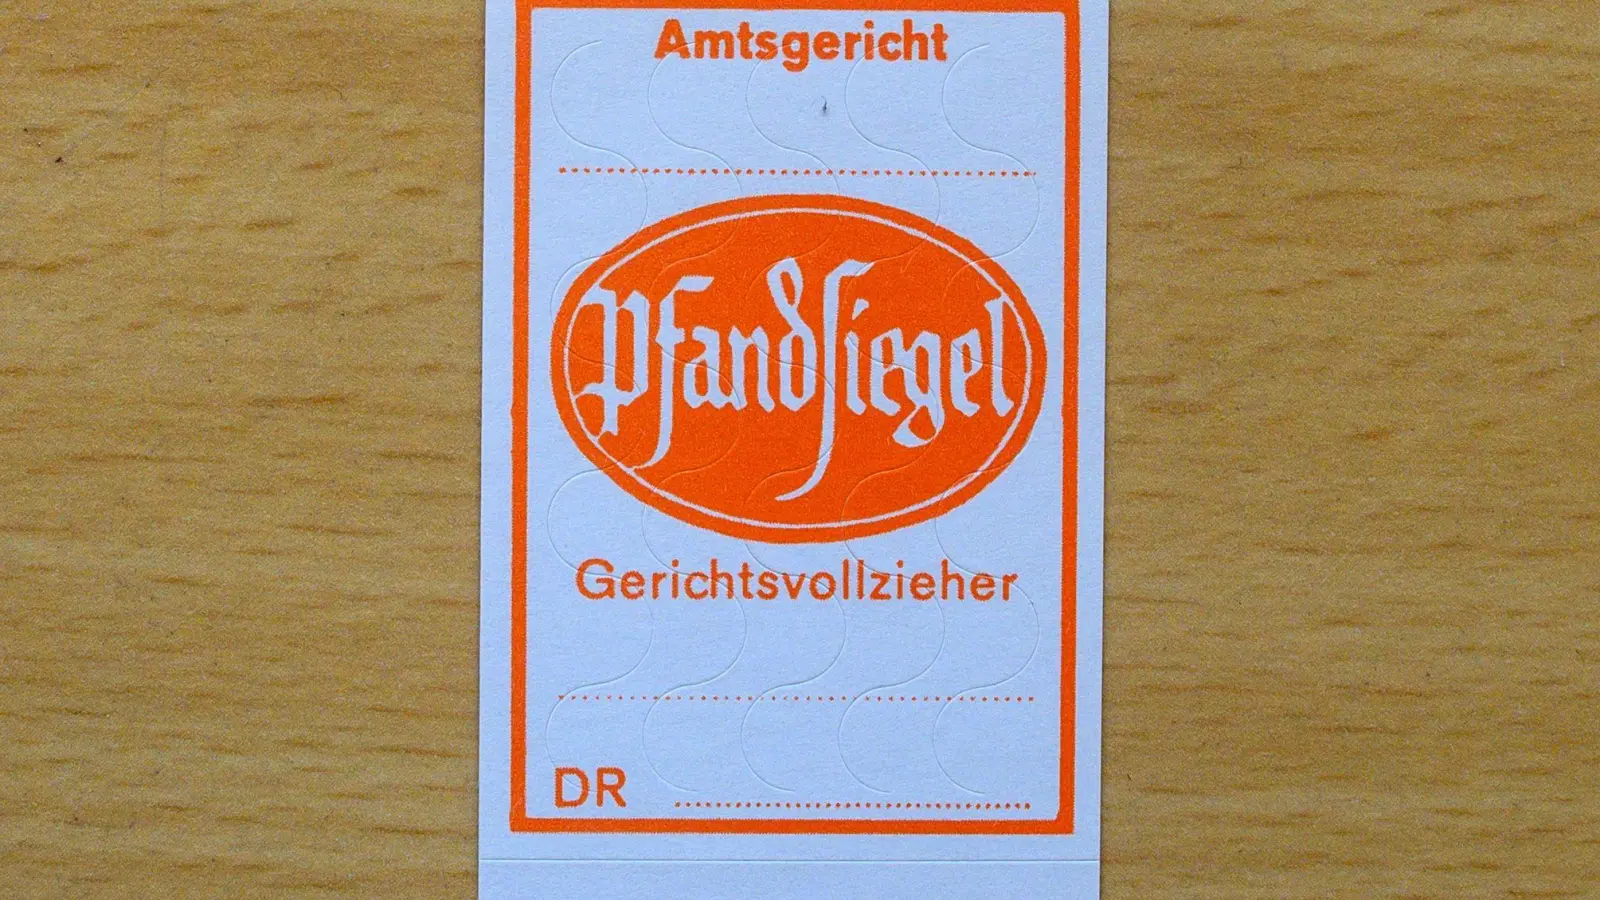 Amtsgericht
Pfandsiegel
Gerichtsvollzieher
DR